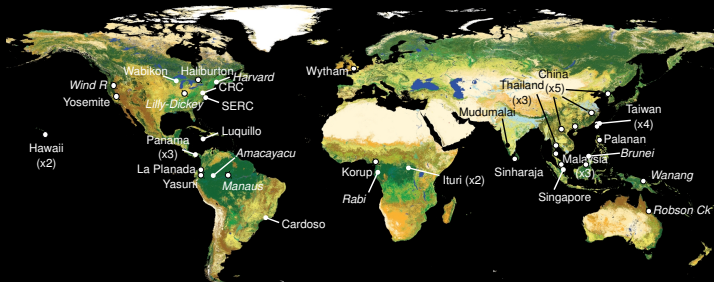 Wabikon
Haliburton
Harvard
Wind R
CRC
Yosemite
Lilly-Dickey
SERC
Wytham
China
(x5)
Thailand
(x3)
Mudumalai
Taiwan
(x4)
Hawaii
(x2)
Panama
(x3)
Luquillo
Amacayacu
La Planada
Yasuni
Manaus
Cardoso
Korup
Rabi
Ituri (x2)
Sinharaja
Palanan
Malaysia
(x3)
Brunei
Singapore
Wanang
Robson Ck